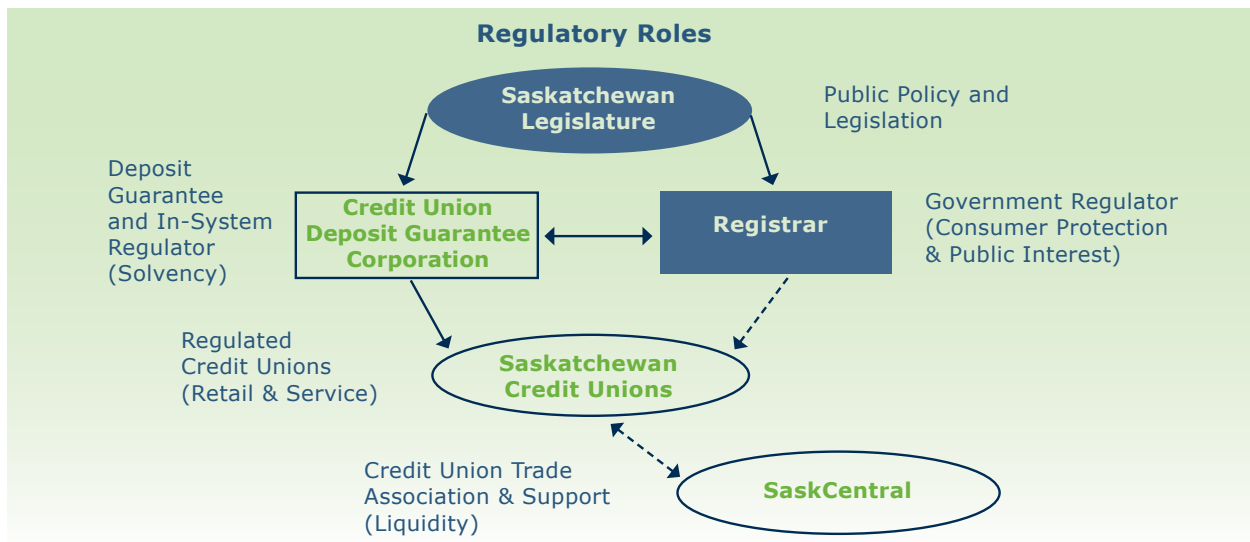 Regulatory Roles
Saskatchewan
Legislature
Public Policy and
Legislation
Deposit
Guarantee
and In-System
Regulator
(Solvency)
Credit Union
Deposit Guarantee
Corporation
Registrar
Government Regulator
(Consumer Protection
& Public Interest)
Regulated
Credit Unions
(Retail & Service)
Saskatchewan
Credit Unions
Credit Union Trade
Association & Support
(Liquidity)
SaskCentral